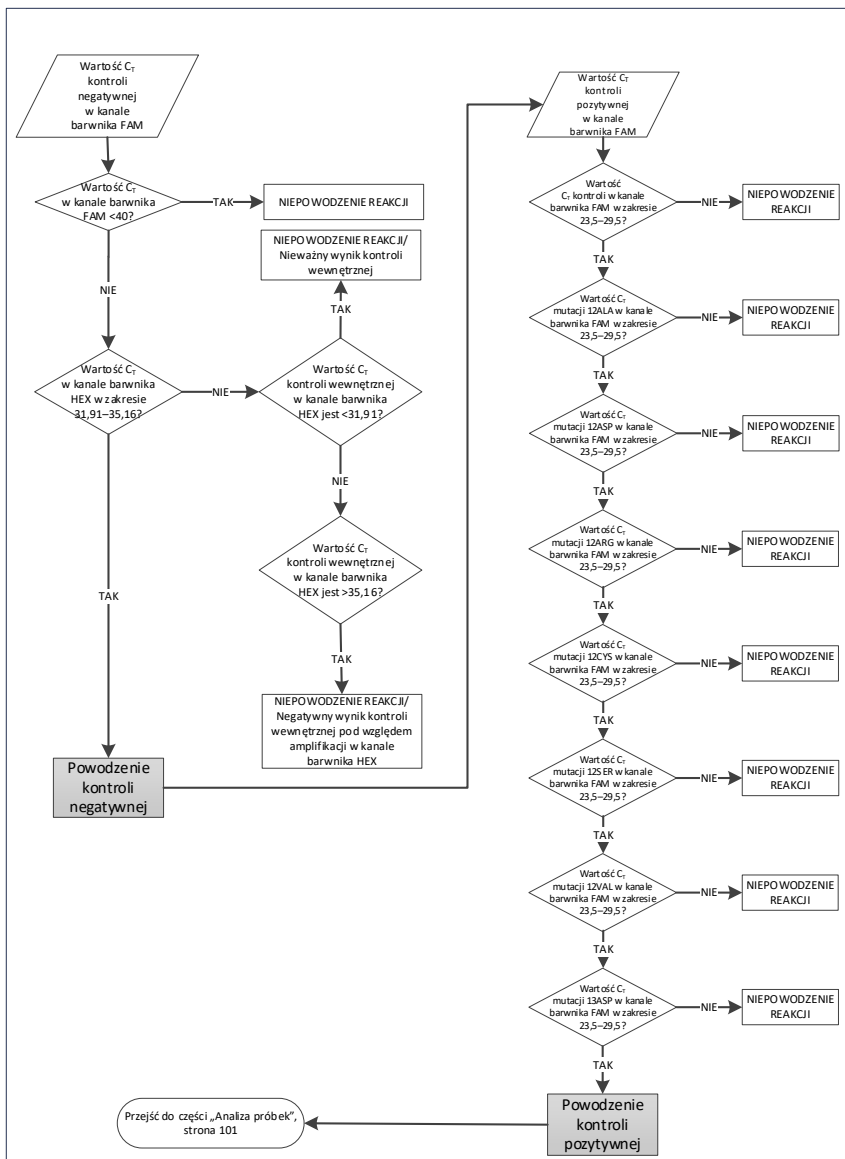 Wartość CT
kontroli
negatywnej
w kanale
barwnika FAM
Wartość CT
w kanale barwnika
FAM <40?
TAK
NIEPOWODZENIE REAKCJI
NIE
Wartość CT
w kanale barwnika
HEX w zakresie
31,91–35,16?
NIE
Wartość CT
kontroli wewnętrznej
w kanale barwnika
HEX jest <31,91?
TAK
NIEPOWODZENIE REAKCJI/
Nieważny wynik kontroli
wewnętrznej
NIE
Wartość CT
kontroli wewnętrznej
w kanale barwnika
HEX jest >35,16?
TAK
NIEPOWODZENIE REAKCJI/
Negatywny wynik kontroli
wewnętrznej pod względem
amplifikacji w kanale
barwnika HEX
TAK
Powodzenie
kontroli
negatywnej
Wartość CT
kontroli
pozytywnej
w kanale
barwnika FAM
Wartość
CT kontroli w kanale
barwnika FAM w zakresie
23,5–29,5?
NIE
NIEPOWODZENIE
REAKCJI
TAK
Wartość CT
mutacji 12ALA w kanale
barwnika FAM w zakresie
23,5–29,5?
NIE
NIEPOWODZENIE
REAKCJI
TAK
Wartość CT
mutacji 12ASP w kanale
barwnika FAM w zakresie
23,5–29,5?
NIE
NIEPOWODZENIE
REAKCJI
TAK
Wartość CT
mutacji 12ARG w kanale
barwnika FAM w zakresie
23,5–29,5?
NIE
NIEPOWODZENIE
REAKCJI
TAK
Wartość CT
mutacji 12CYS w kanale
barwnika FAM w zakresie
23,5–29,5?
NIE
NIEPOWODZENIE
REAKCJI
TAK
Wartość CT
mutacji 12SER w kanale
barwnika FAM w zakresie
23,5–29,5?
NIE
NIEPOWODZENIE
REAKCJI
TAK
Wartość CT
mutacji 12VAL w kanale
barwnika FAM w zakresie
23,5–29,5?
NIE
NIEPOWODZENIE
REAKCJI
TAK
Wartość CT
mutacji 13ASP w kanale
barwnika FAM w zakresie
23,5–29,5?
NIE
NIEPOWODZENIE
REAKCJI
TAK
Powodzenie
kontroli
pozytywnej
Przejść do części „Analiza próbek”,
strona 101